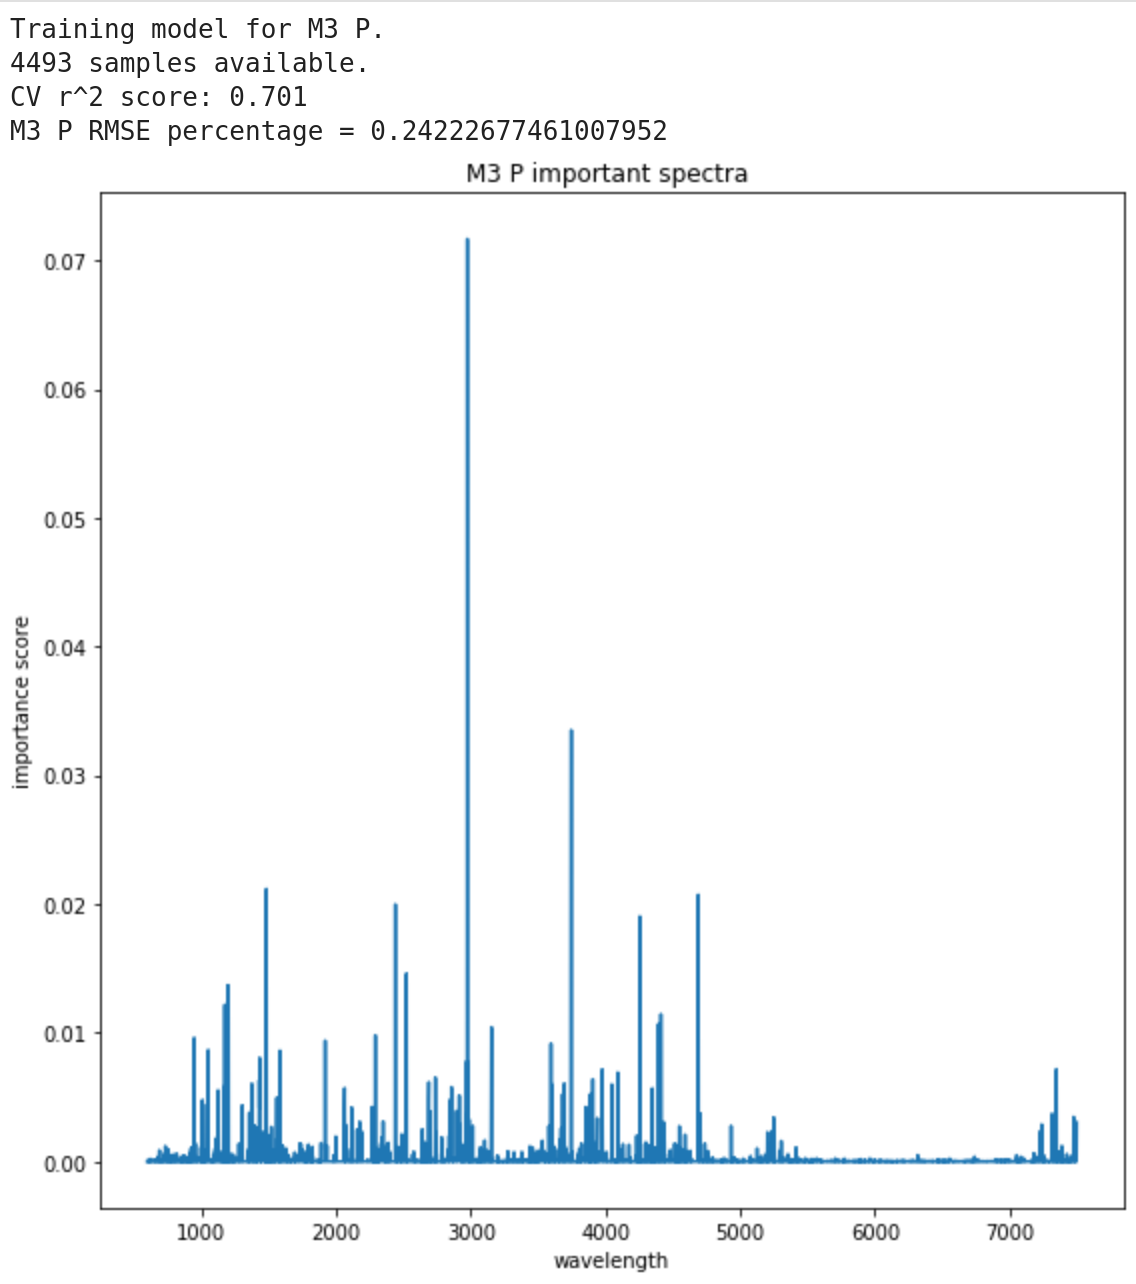 Training model for M3 P.
4493 samples available.
CV r^2 score: 0.701
M3 P RMSE percentage = 0.24222677461007952
M3 P important spectra
0.07
0.06
0.05
0.04
0.03
0.02
0.01
0.00
importance score
1000 2000 3000 4000 5000 6000 7000
wavelength